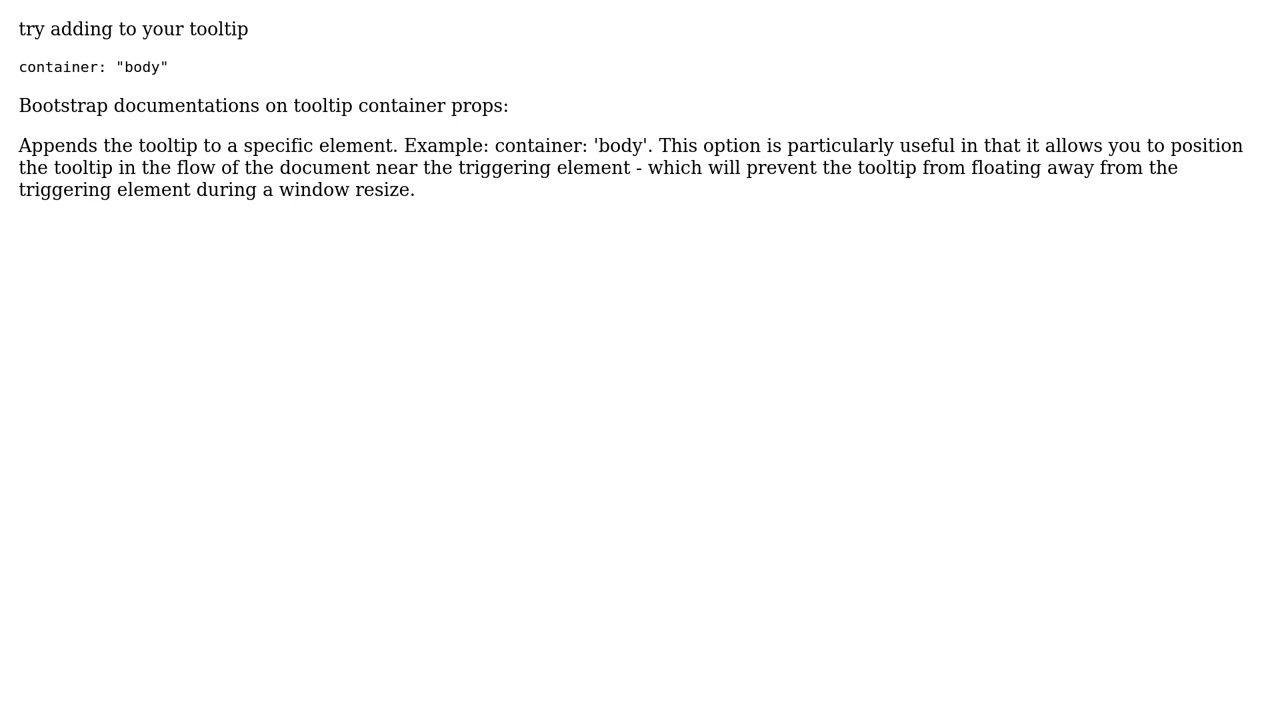 try adding to your tooltip
container: "body"
Bootstrap documentations on tooltip container props:
Appends the tooltip to a specific element. Example: container: 'body'. This option is particularly useful in that it allows you to position
the tooltip in the flow of the document near the triggering element - which will prevent the tooltip from floating away from the
triggering element during a window resize.